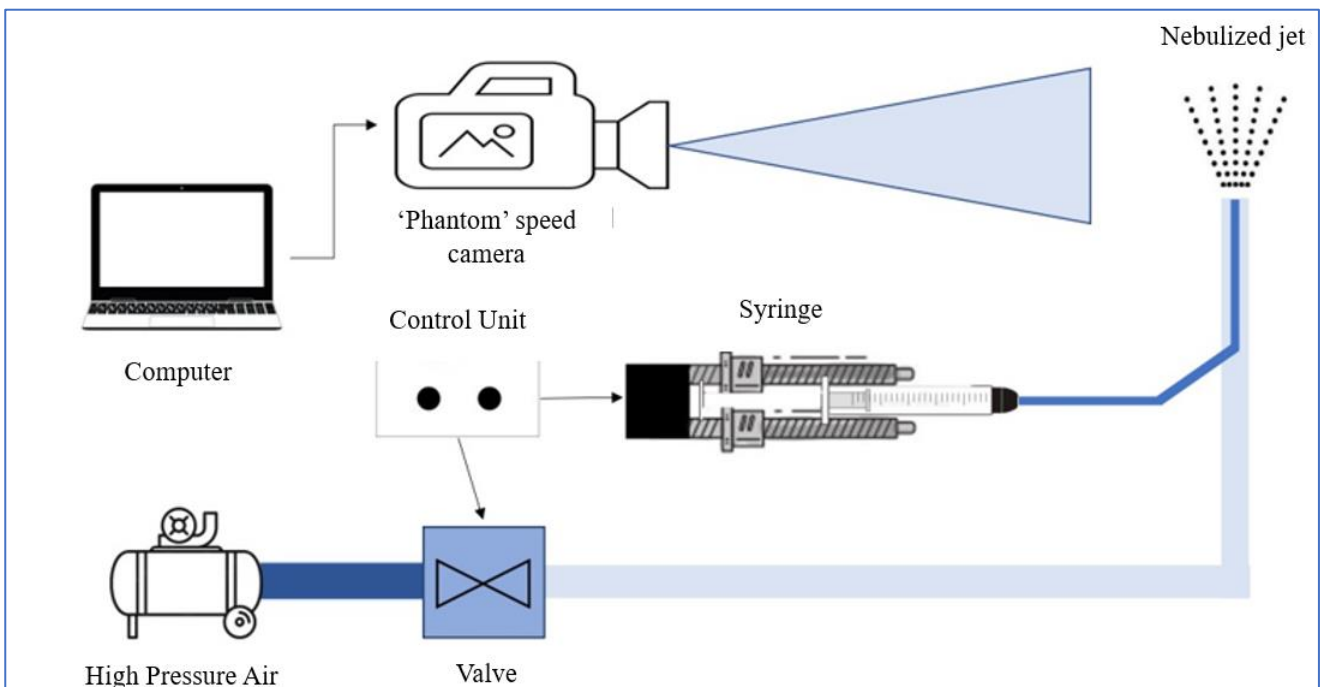 Nebulized jet
‘Phantom’ speed
camera
Control Unit
Syringe
Computer
High Pressure Air
Valve